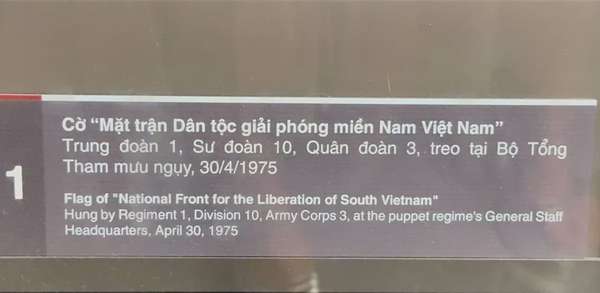 1
Cờ "Mặt trận Dân tộc giải phóng miền Nam Việt Nam"
Trung đoàn 1, Sư đoàn 10, Quân đoàn 3, treo tại Bộ Tổng
Tham mưu ngụy, 30/4/1975
Flag of "National Front for the Liberation of South Vietnam"
Hung by Regiment 1, Division 10, Army Corps 3, at the puppet regime's General Staff
Headquarters, April 30, 1975